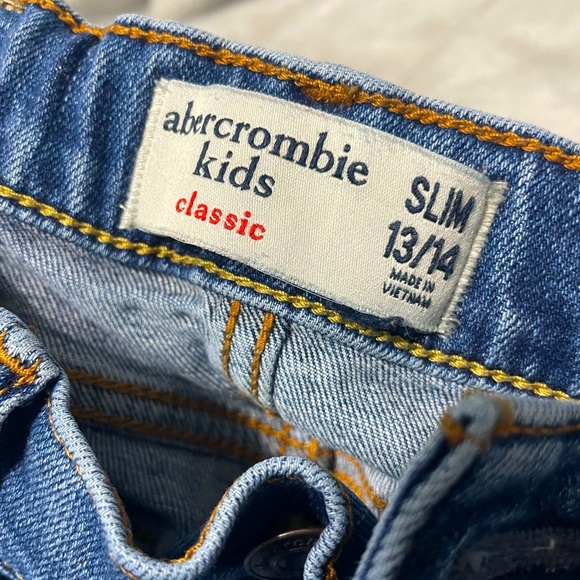 abercrombie
kids
classic
SLIM
13/14
MADE IN
VIETNAM